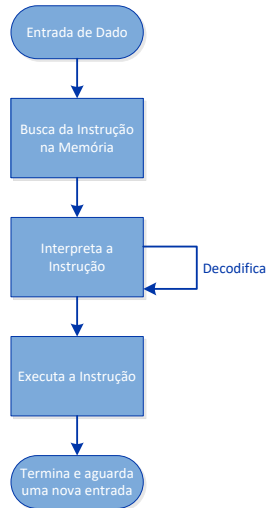 Entrada de Dado
Busca da Instrução
na Memória
Interpreta a
Instrução
Decodifica
Executa a Instrução
Termina e aguarda
uma nova entrada